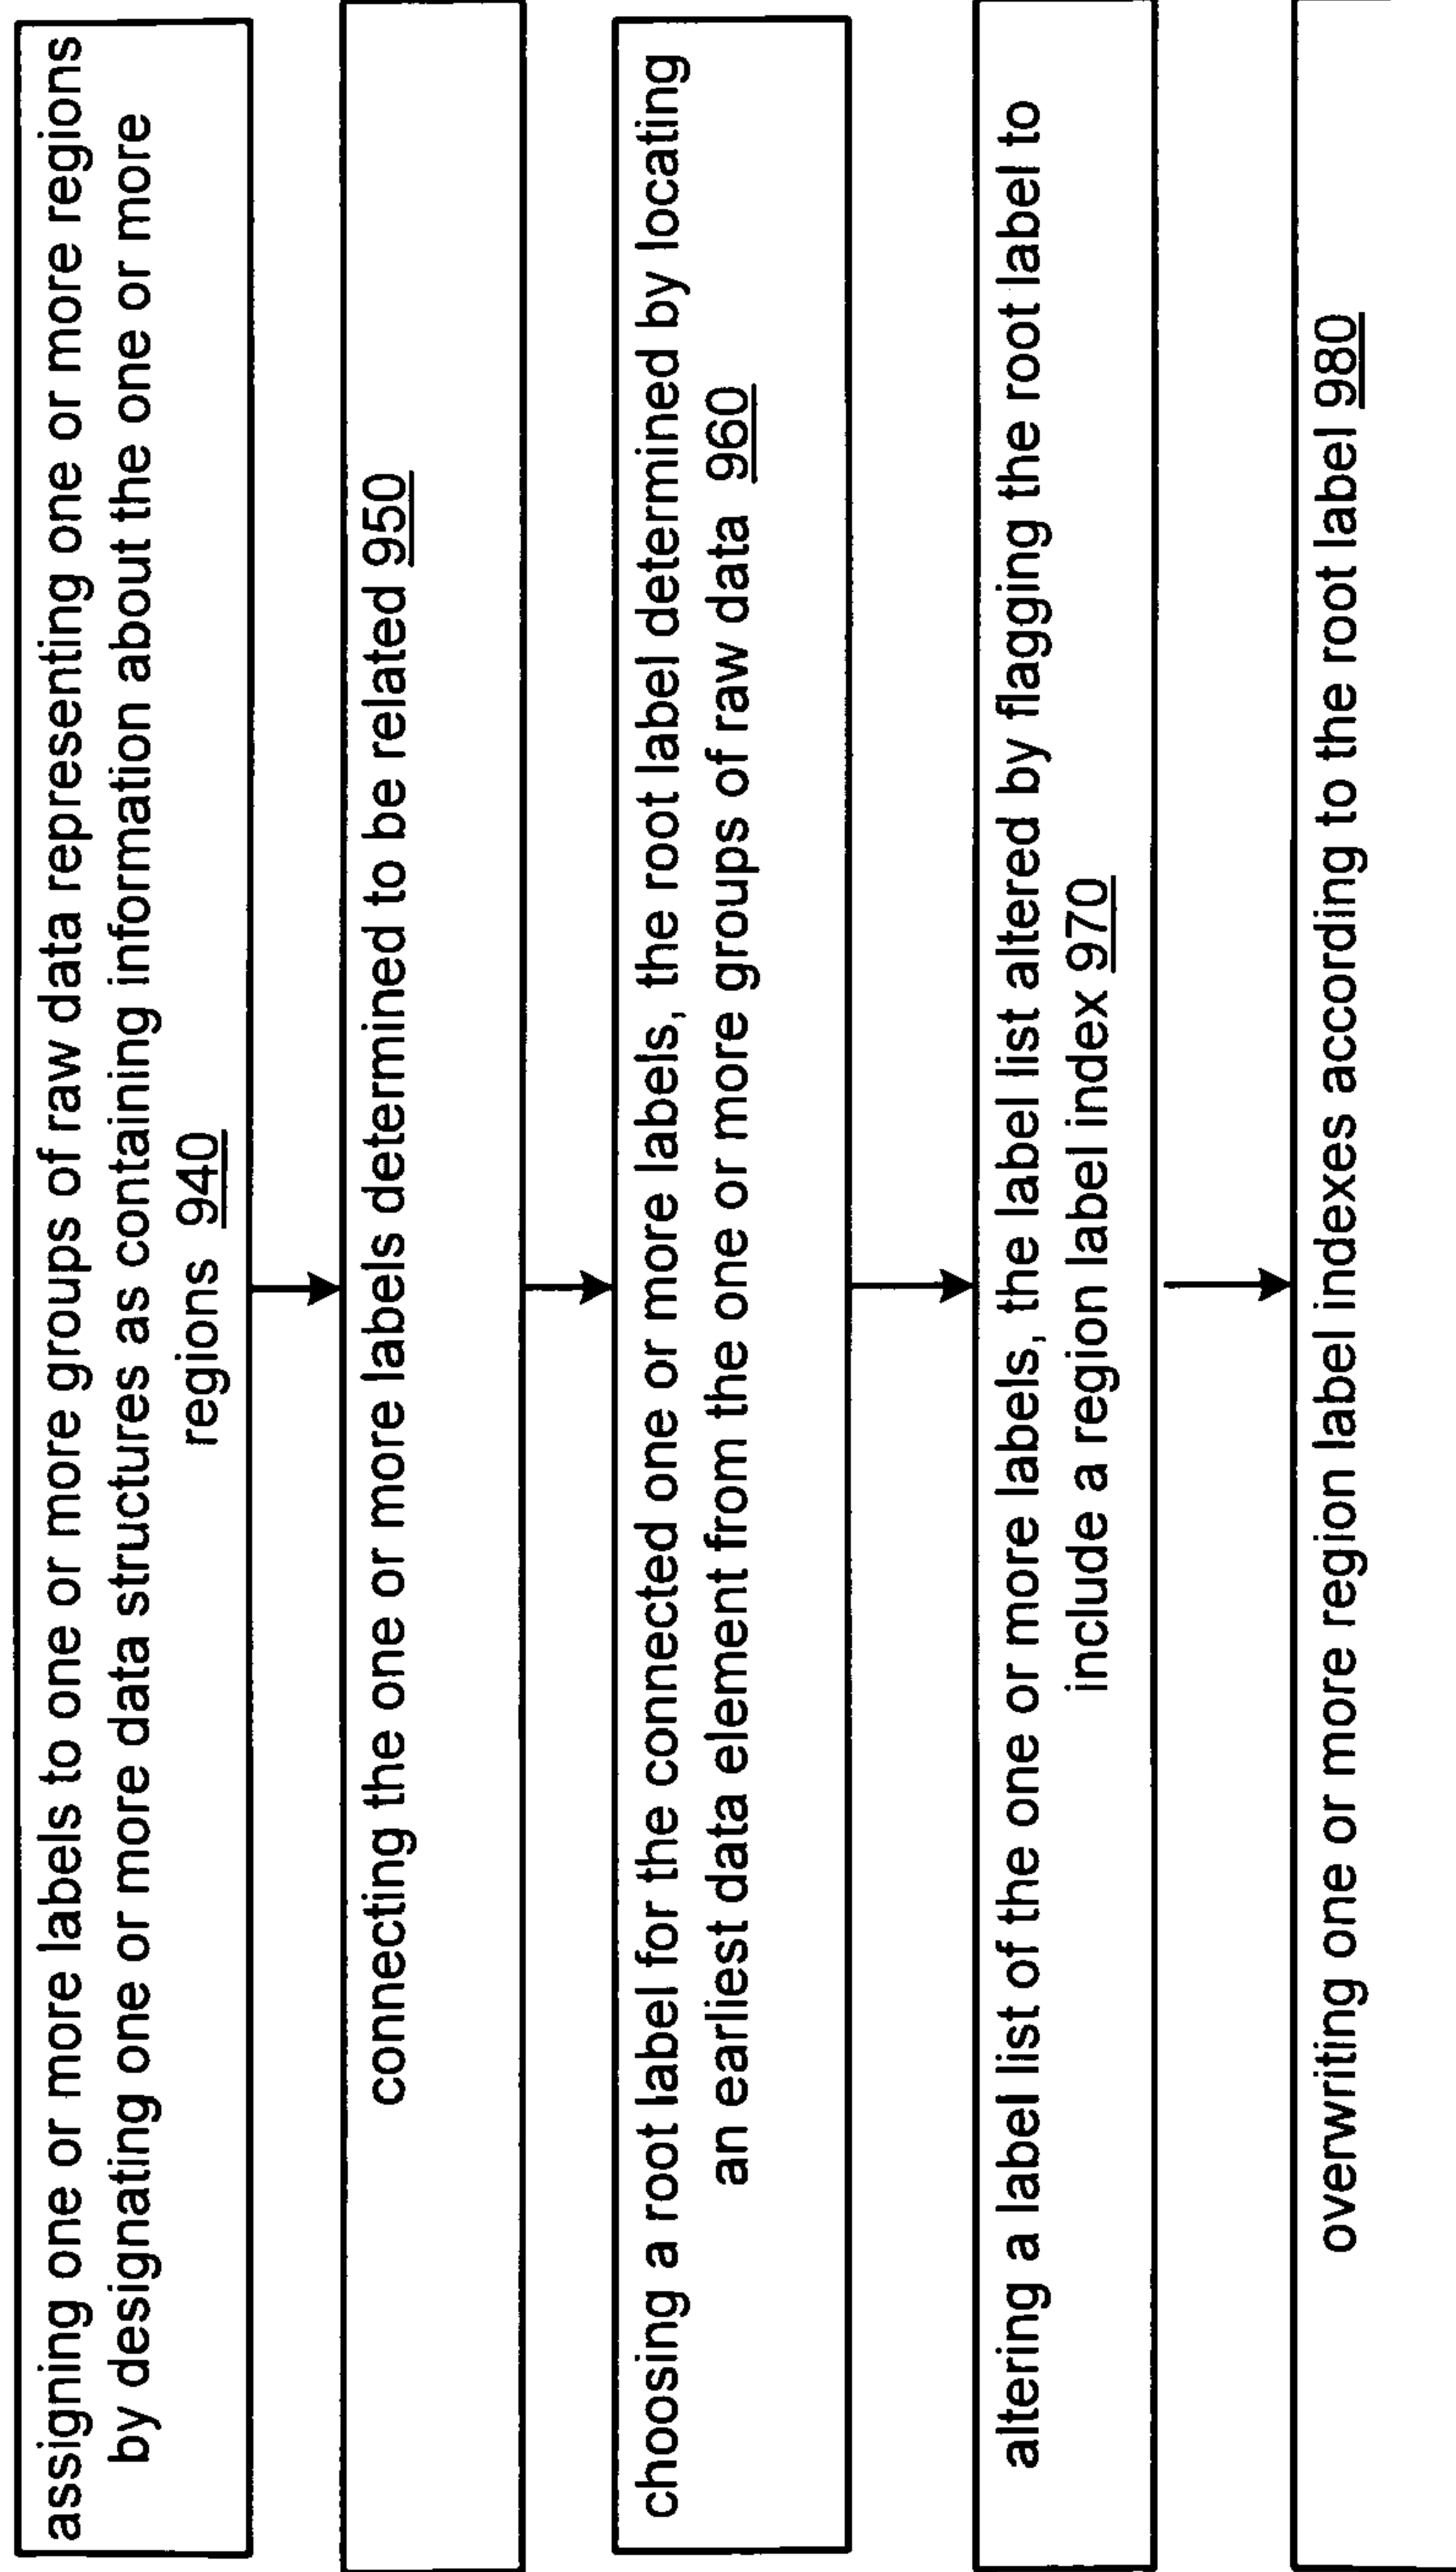 assigning one or more labels to one or more groups of raw data representing one or more regions
by designating one or more data structures as containing information about the one or more
regions 940
connecting the one or more labels determined to be related 950
choosing a root label for the connected one or more labels, the root label determined by locating
an earliest data element from the one or more groups of raw data 960
altering a label list of the one or more labels, the label list altered by flagging the root label to
include a region label index 970
overwriting one or more region label indexes according to the root label 980